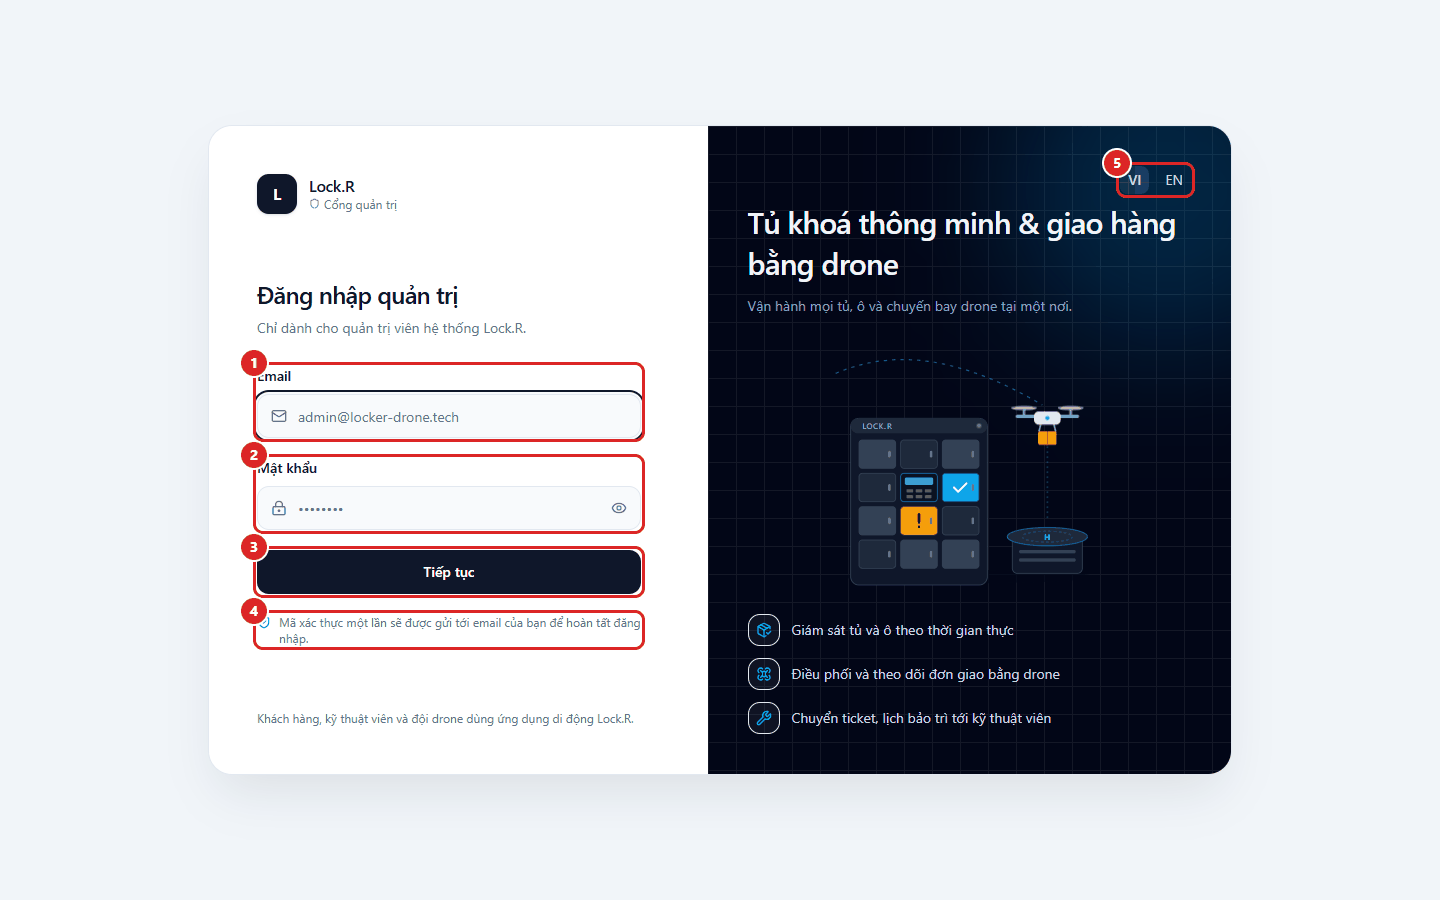 L
Lock.R
Cổng quản trị
Đăng nhập quản trị
Chỉ dành cho quản trị viên hệ thống Lock.R.
1
Email
admin@locker-drone.tech
2
Mật khẩu
••••••••
3
Tiếp tục
4
Mã xác thực một lần sẽ được gửi tới email của bạn để hoàn tất đăng
nhập.
Khách hàng, kỹ thuật viên và đội drone dùng ứng dụng di động Lock.R.
5
VI EN
Tủ khoá thông minh & giao hàng
bằng drone
Vận hành mọi tủ, ô và chuyến bay drone tại một nơi.
LOCK.R
!
H
Giám sát tủ và ô theo thời gian thực
Điều phối và theo dõi đơn giao bằng drone
Chuyển ticket, lịch bảo trì tới kỹ thuật viên